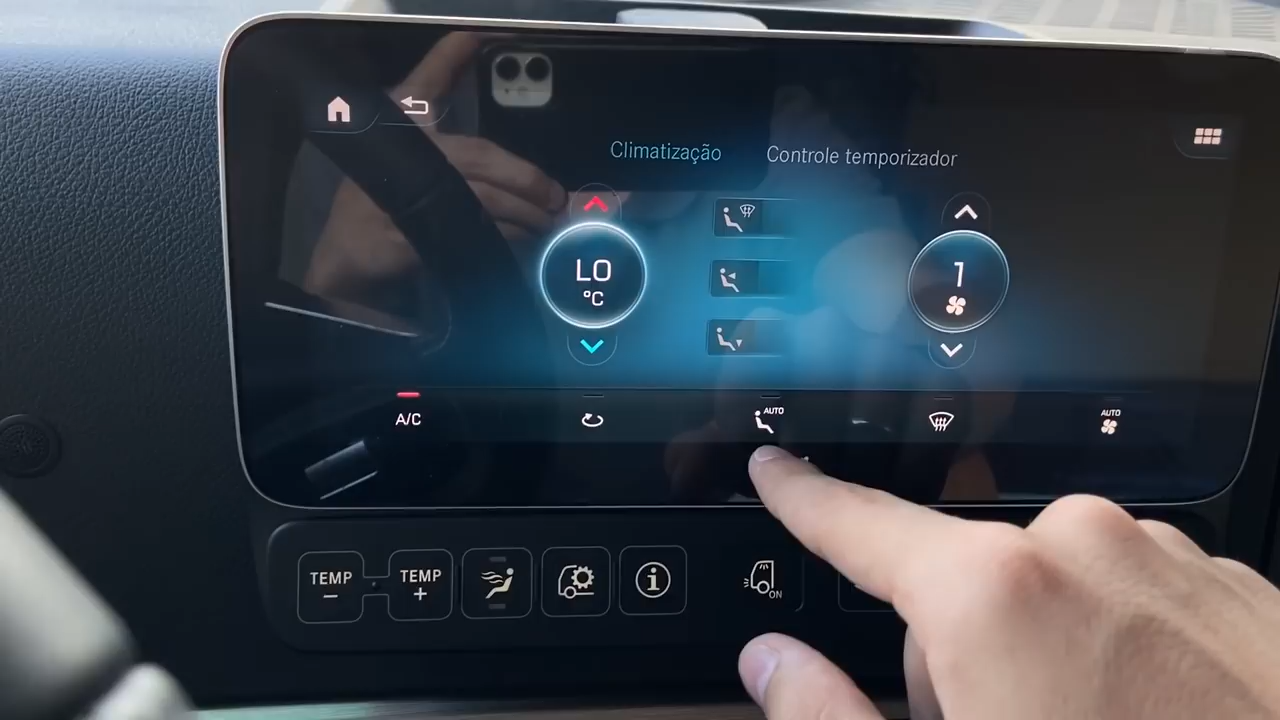 Climatização
Controle temporizador
LO
°C
1
A/C
AUTO
AUTO
TEMP
–
TEMP
+
i
ON